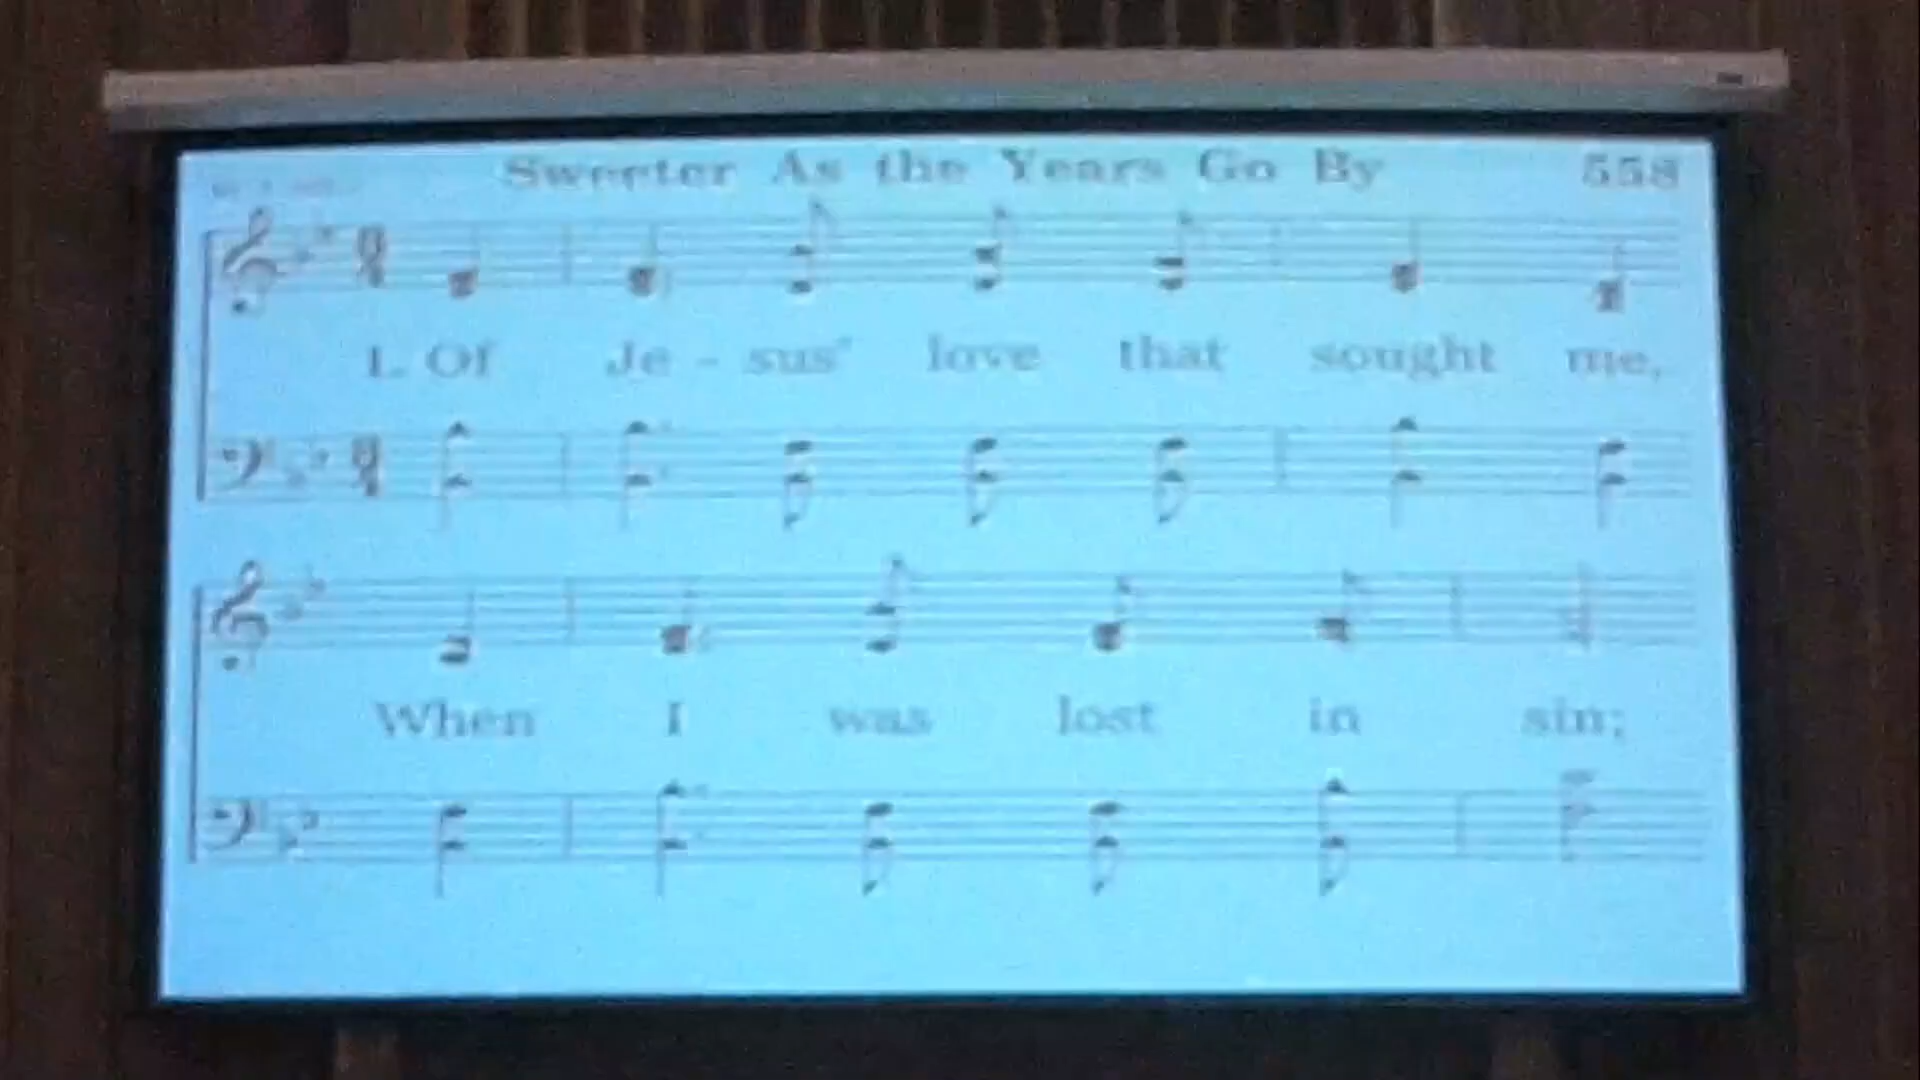 Sweeter As the Years Go By 558
1. Of Je - sus' love that sought me,
When I was lost in sin;